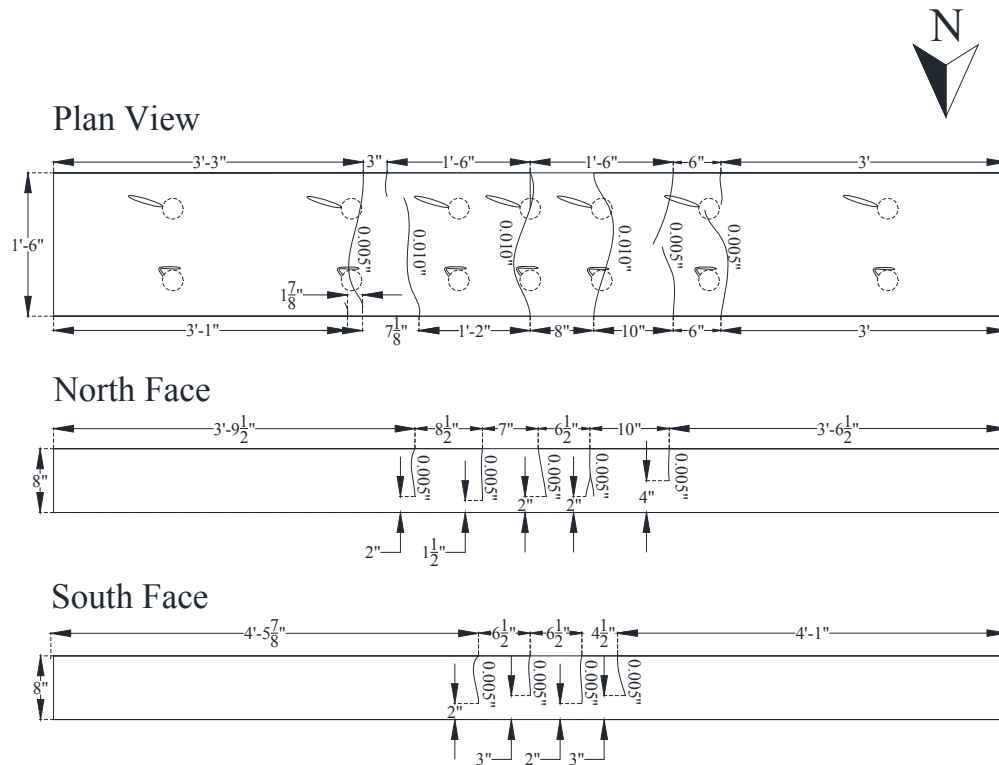 N
Plan View
3'-3" 3" 1'-6" 1'-6" 6" 3'
1'-6"
0.005" 0.010" 0.010" 0.010" 0.005" 0.005"
1 7/8"
3'-1" 7 1/8" 1'-2" 8" 10" 6" 3'
North Face
3'-9 1/2" 8 1/2" 7" 6 1/2" 10" 3'-6 1/2"
8" 0.005" 0.005" 0.005" 0.005" 0.005"
2" 2" 4"
2" 1 1/2"
South Face
4'-5 7/8" 6 1/2" 6 1/2" 4 1/2" 4'-1"
8" 0.005" 0.005" 0.005" 0.005"
2"
3" 2" 3"